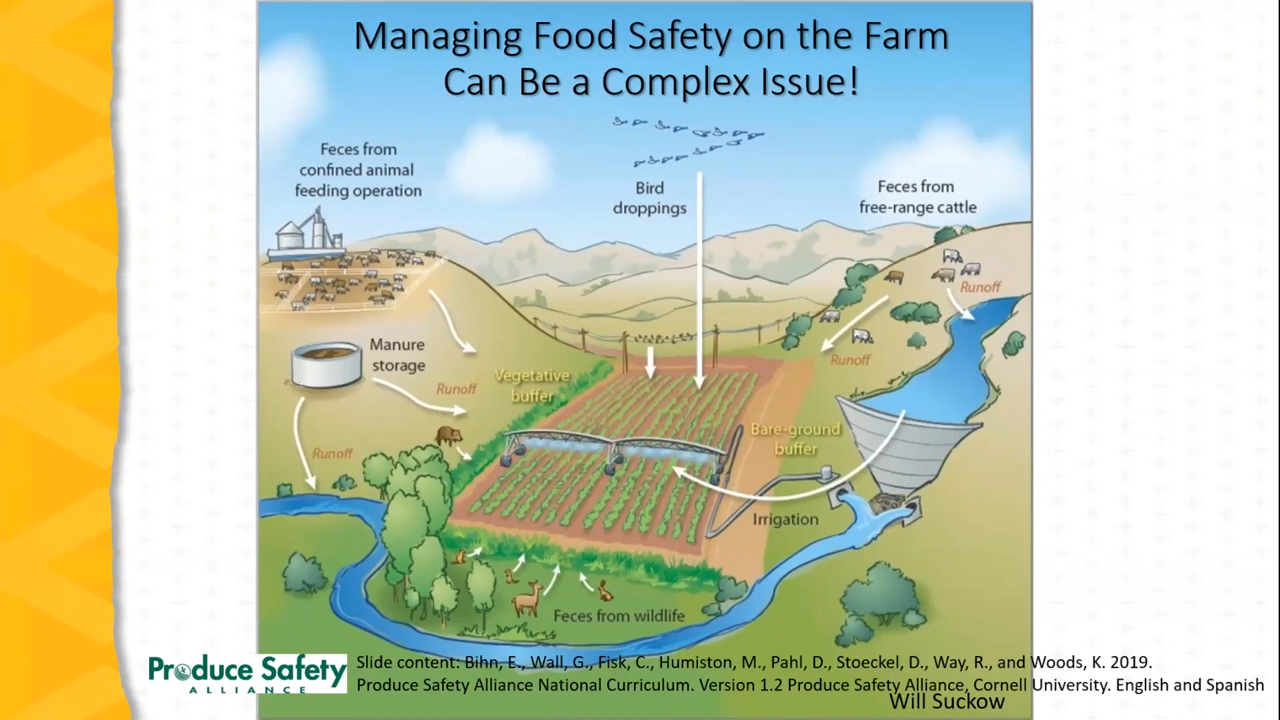 Managing Food Safety on the Farm
Can Be a Complex Issue!
Feces from
confined animal
feeding operation
Bird
droppings
Feces from
free-range cattle
Runoff
Manure
storage
Runoff
Runoff
Vegetative
buffer
Runoff
Bare-ground
buffer
Irrigation
Feces from wildlife
Produce Safety
ALLIANCE
Slide content: Bihn, E., Wall, G., Fisk, C., Humiston, M., Pahl, D., Stoeckel, D., Way, R., and Woods, K. 2019.
Produce Safety Alliance National Curriculum. Version 1.2 Produce Safety Alliance, Cornell University. English and Spanish
Will Suckow